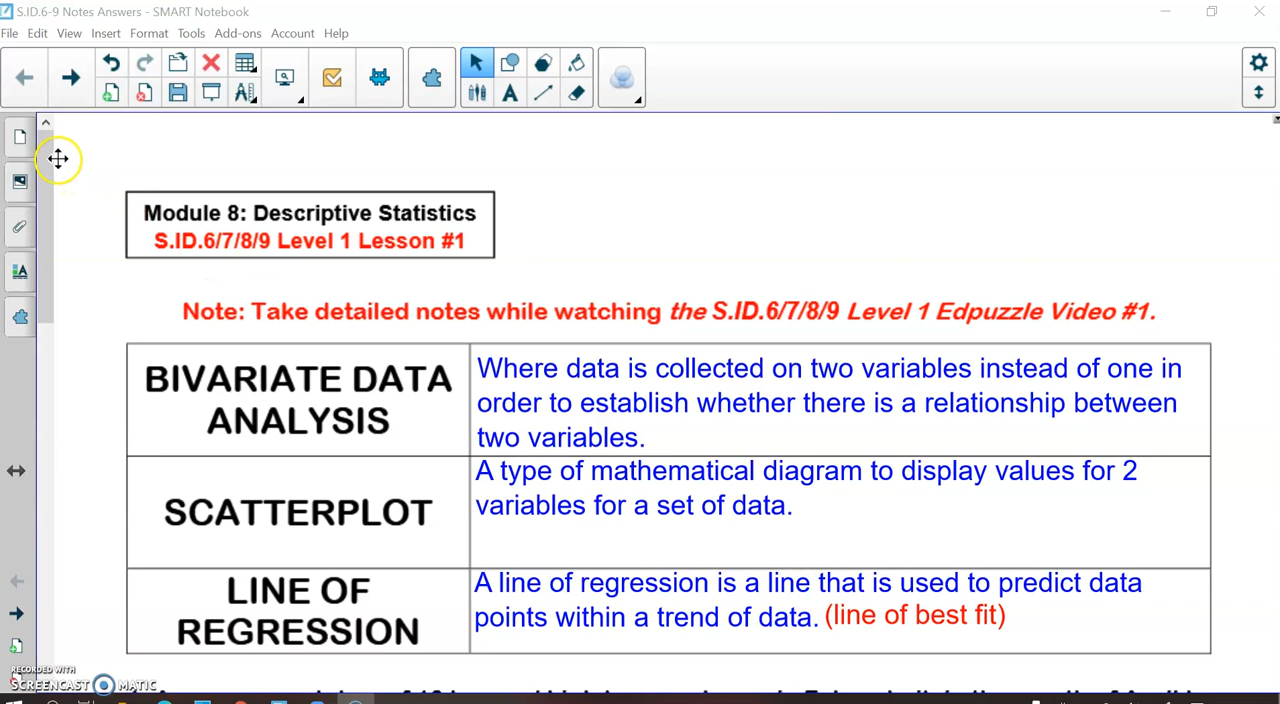 S.ID.6-9 Notes Answers - SMART Notebook
File Edit View Insert Format Tools Add-ons Account Help
Module 8: Descriptive Statistics
S.ID.6/7/8/9 Level 1 Lesson #1
Note: Take detailed notes while watching the S.ID.6/7/8/9 Level 1 Edpuzzle Video #1.
BIVARIATE DATA
ANALYSIS
Where data is collected on two variables instead of one in
order to establish whether there is a relationship between
two variables.
SCATTERPLOT
A type of mathematical diagram to display values for 2
variables for a set of data.
LINE OF
REGRESSION
A line of regression is a line that is used to predict data
points within a trend of data. (line of best fit)
RECORDED WITH
SCREENCAST MATIC